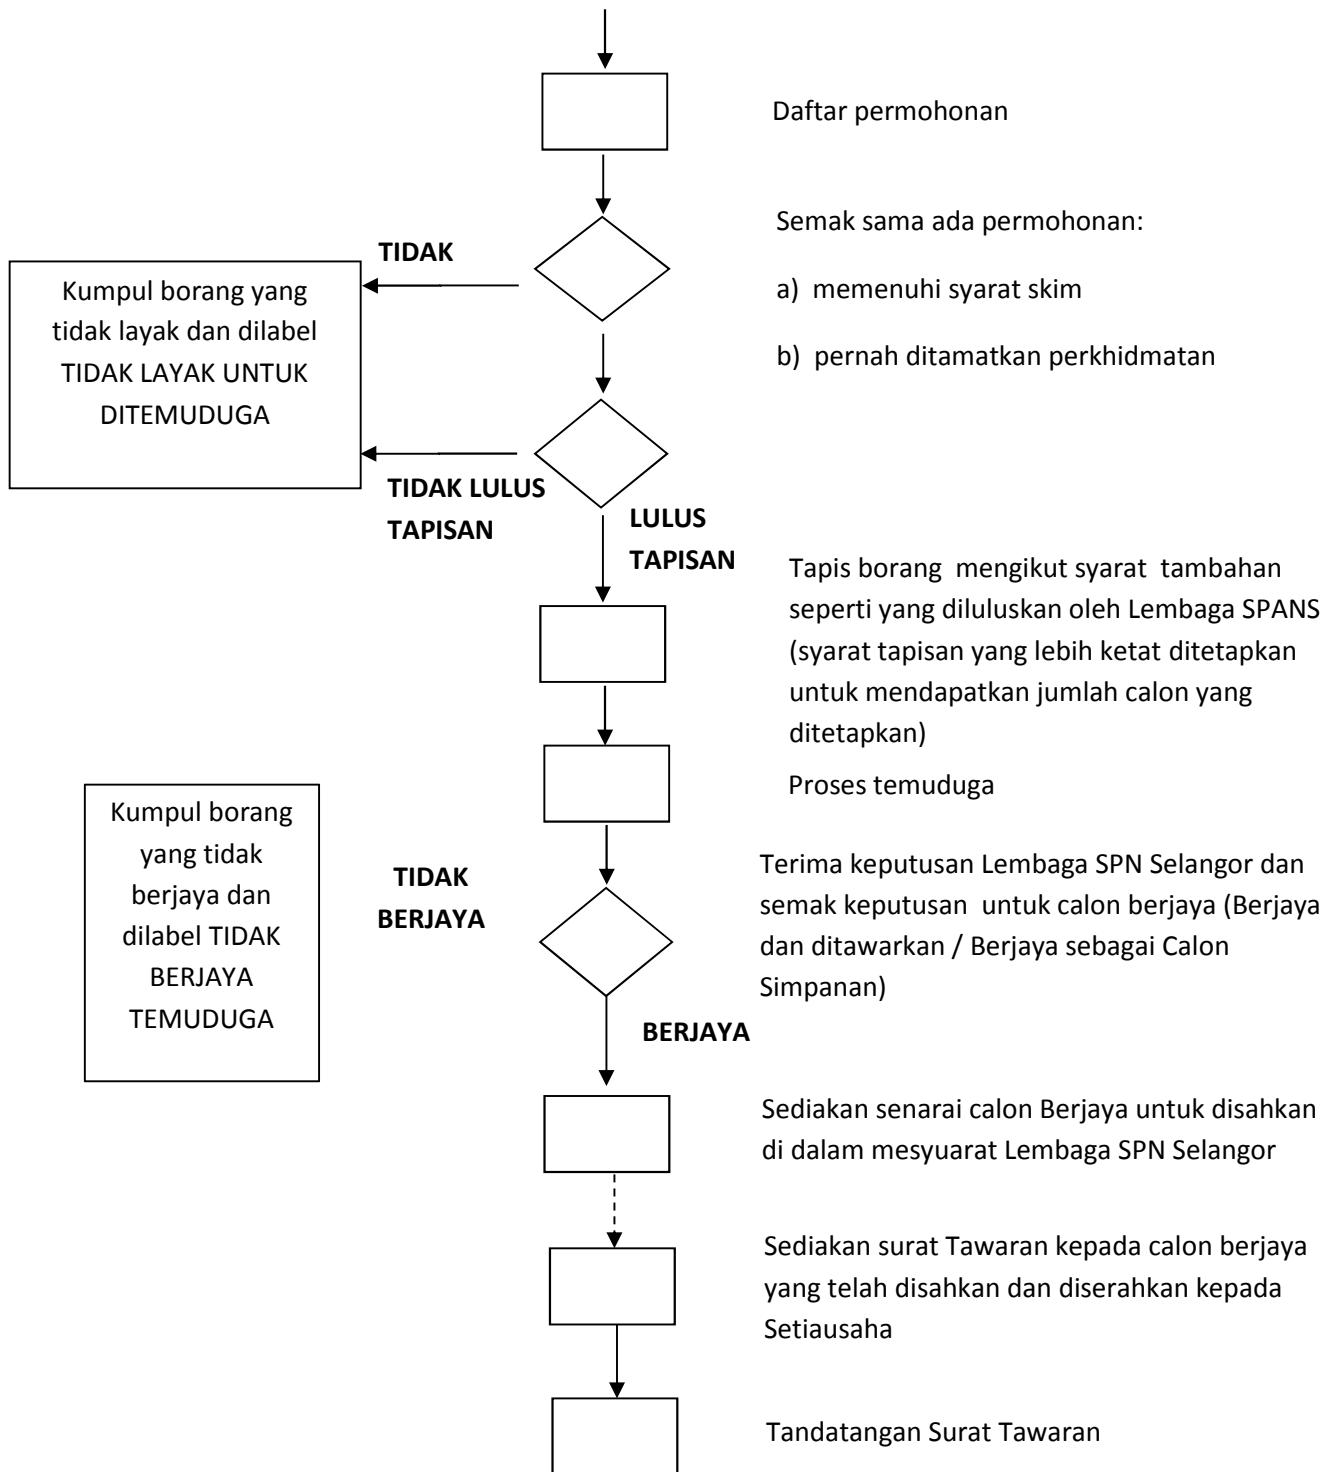 Daftar permohonan
Semak sama ada permohonan:
TIDAK
a) memenuhi syarat skim
b) pernah ditamatkan perkhidmatan
Kumpul borang yang
tidak layak dan dilabel
TIDAK LAYAK UNTUK
DITEMUDUGA
TIDAK LULUS
TAPISAN
LULUS
TAPISAN
Tapis borang mengikut syarat tambahan
seperti yang diluluskan oleh Lembaga SPANS
(syarat tapisan yang lebih ketat ditetapkan
untuk mendapatkan jumlah calon yang
ditetapkan)
Proses temuduga
Kumpul borang
yang tidak
berjaya dan
dilabel TIDAK
BERJAYA
TEMUDUGA
TIDAK
BERJAYA
Terima keputusan Lembaga SPN Selangor dan
semak keputusan untuk calon berjaya (Berjaya
dan ditawarkan / Berjaya sebagai Calon
Simpanan)
BERJAYA
Sediakan senarai calon Berjaya untuk disahkan
di dalam mesyuarat Lembaga SPN Selangor
Sediakan surat Tawaran kepada calon berjaya
yang telah disahkan dan diserahkan kepada
Setiausaha
Tandatangan Surat Tawaran